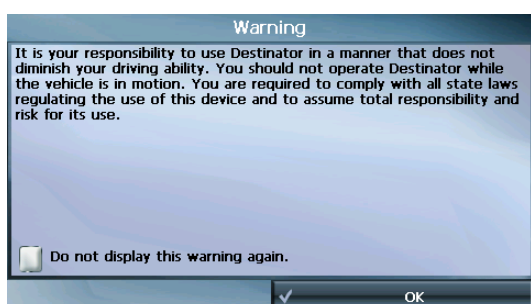 Warning
It is your responsibility to use Destinator in a manner that does not
diminish your driving ability. You should not operate Destinator while
the vehicle is in motion. You are required to comply with all state laws
regulating the use of this device and to assume total responsibility and
risk for its use.
Do not display this warning again.
OK